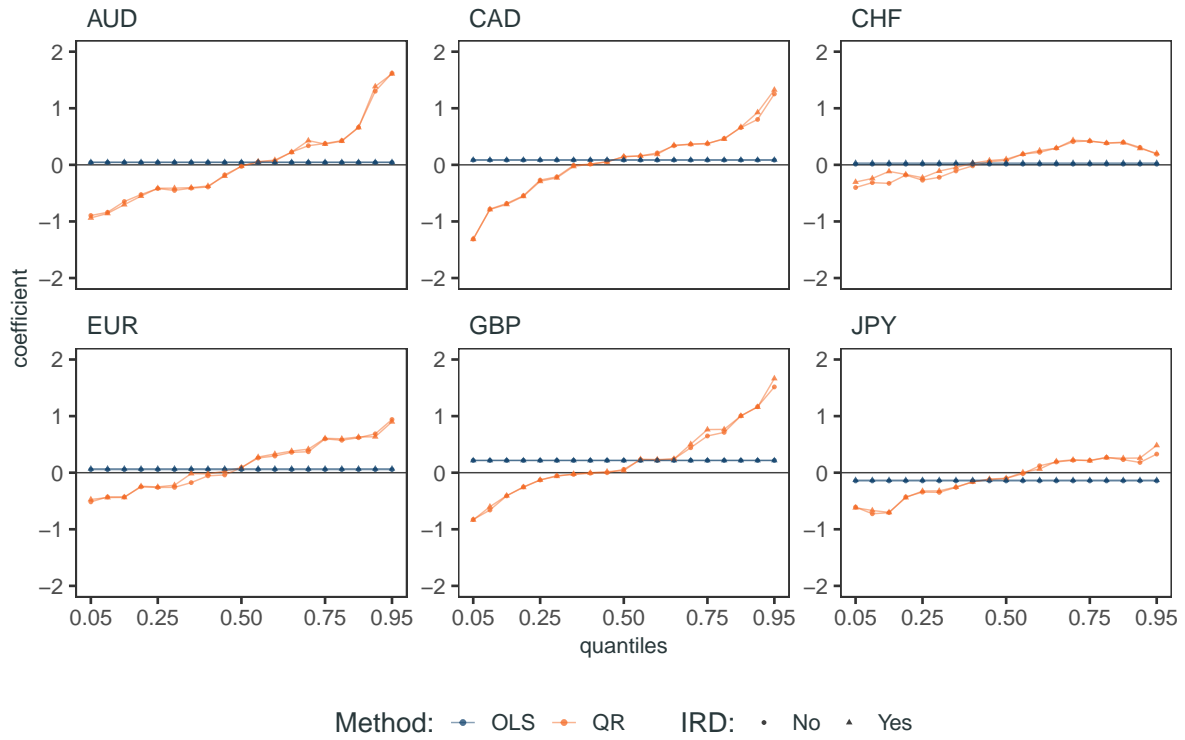 AUD CAD CHF
2 2 2
1 1 1
0 0 0
−1 −1 −1
−2 −2 −2
coefficient
EUR GBP JPY
2 2 2
1 1 1
0 0 0
−1 −1 −1
−2 −2 −2
0.05 0.25 0.50 0.75 0.95 0.05 0.25 0.50 0.75 0.95 0.05 0.25 0.50 0.75 0.95
quantiles
Method: OLS QR IRD: No Yes